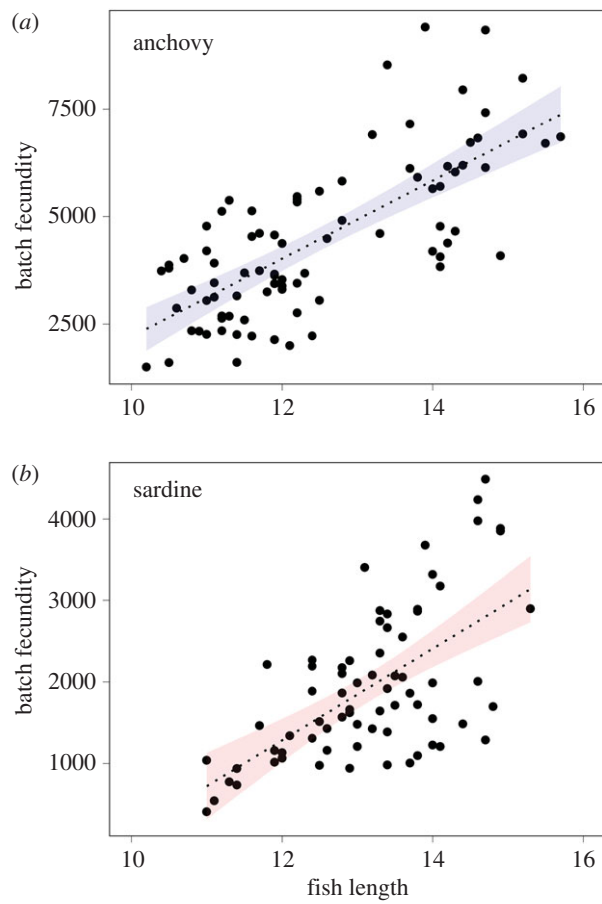 (a)
anchovy
7500
5000
2500
batch fecundity
10 12 14 16
(b)
sardine
4000
3000
2000
1000
batch fecundity
10 12 14 16
fish length